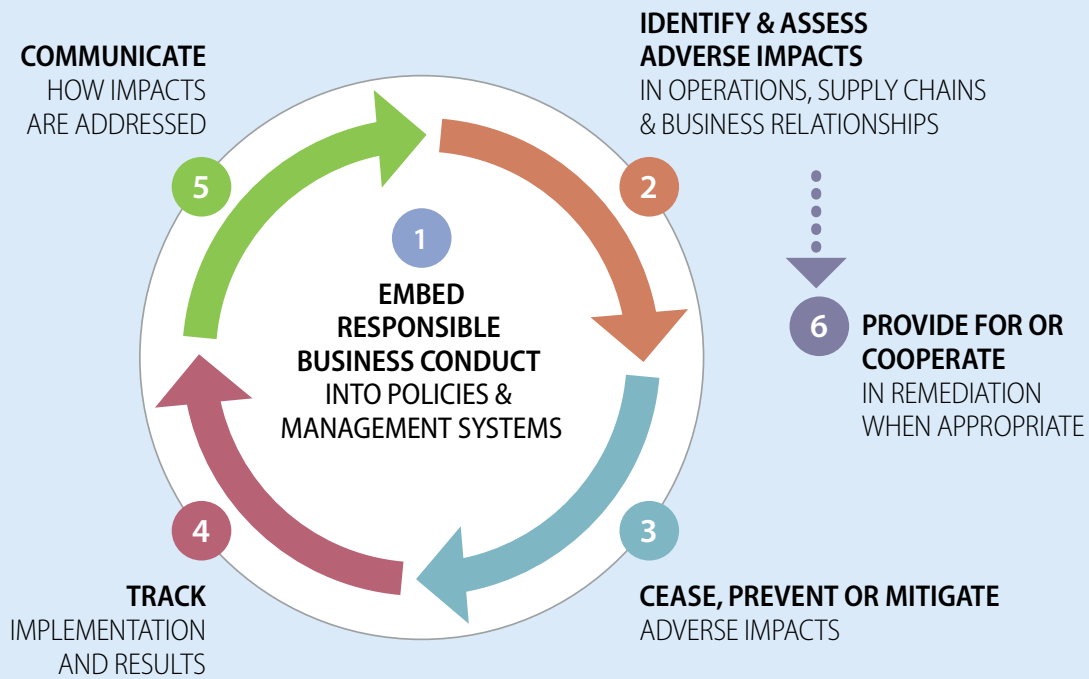 1
EMBED
RESPONSIBLE
BUSINESS CONDUCT
INTO POLICIES &
MANAGEMENT SYSTEMS
2
IDENTIFY & ASSESS
ADVERSE IMPACTS
IN OPERATIONS, SUPPLY CHAINS
& BUSINESS RELATIONSHIPS
3
CEASE, PREVENT OR MITIGATE
ADVERSE IMPACTS
4
TRACK
IMPLEMENTATION
AND RESULTS
5
COMMUNICATE
HOW IMPACTS
ARE ADDRESSED
6
PROVIDE FOR OR
COOPERATE
IN REMEDIATION
WHEN APPROPRIATE